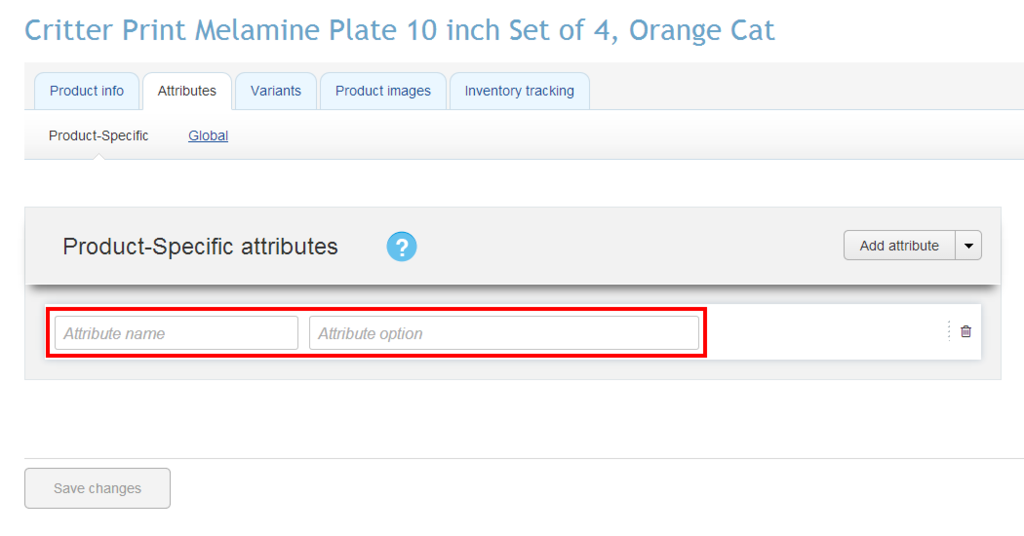 Critter Print Melamine Plate 10 inch Set of 4, Orange Cat
Product info Attributes Variants Product images Inventory tracking
Product-Specific Global
Product-Specific attributes ? Add attribute
Attribute name Attribute option
Save changes